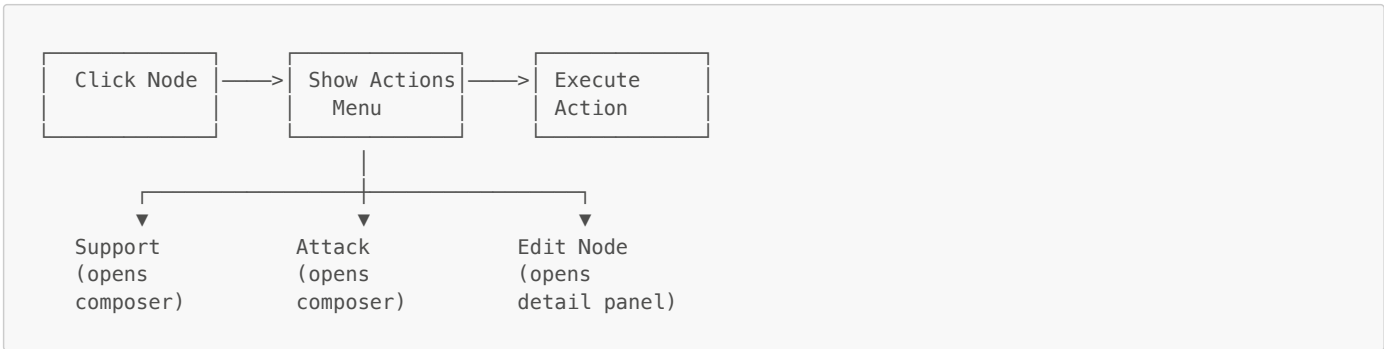 Click Node
Show Actions
Menu
Execute
Action
Support
(opens
composer)
Attack
(opens
composer)
Edit Node
(opens
detail panel)